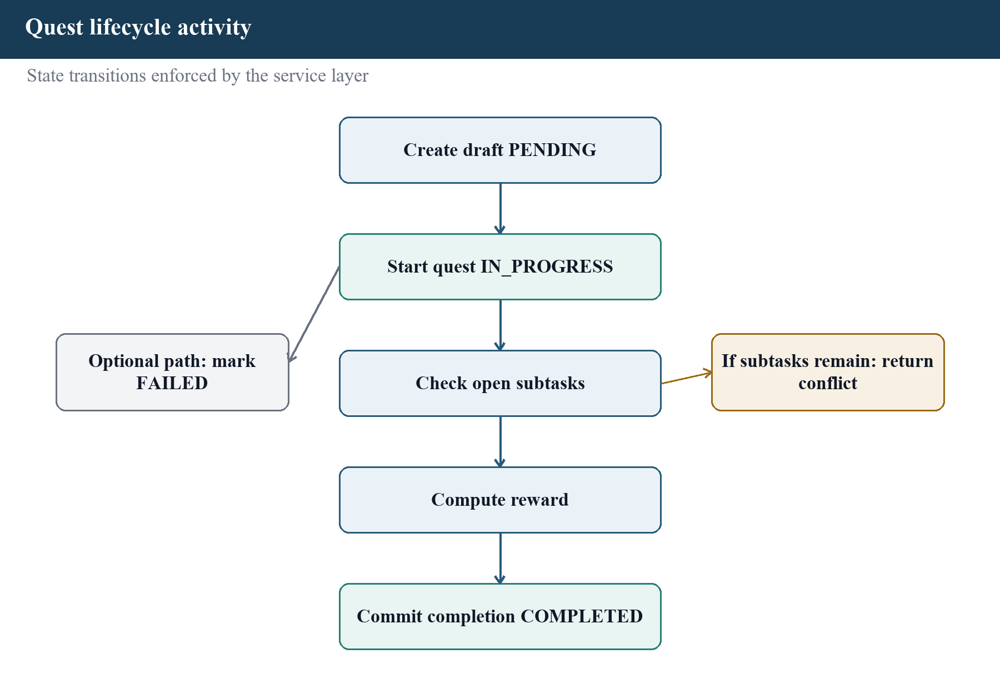 Quest lifecycle activity
State transitions enforced by the service layer
Create draft PENDING
Start quest IN_PROGRESS
Optional path: mark
FAILED
Check open subtasks
If subtasks remain: return
conflict
Compute reward
Commit completion COMPLETED